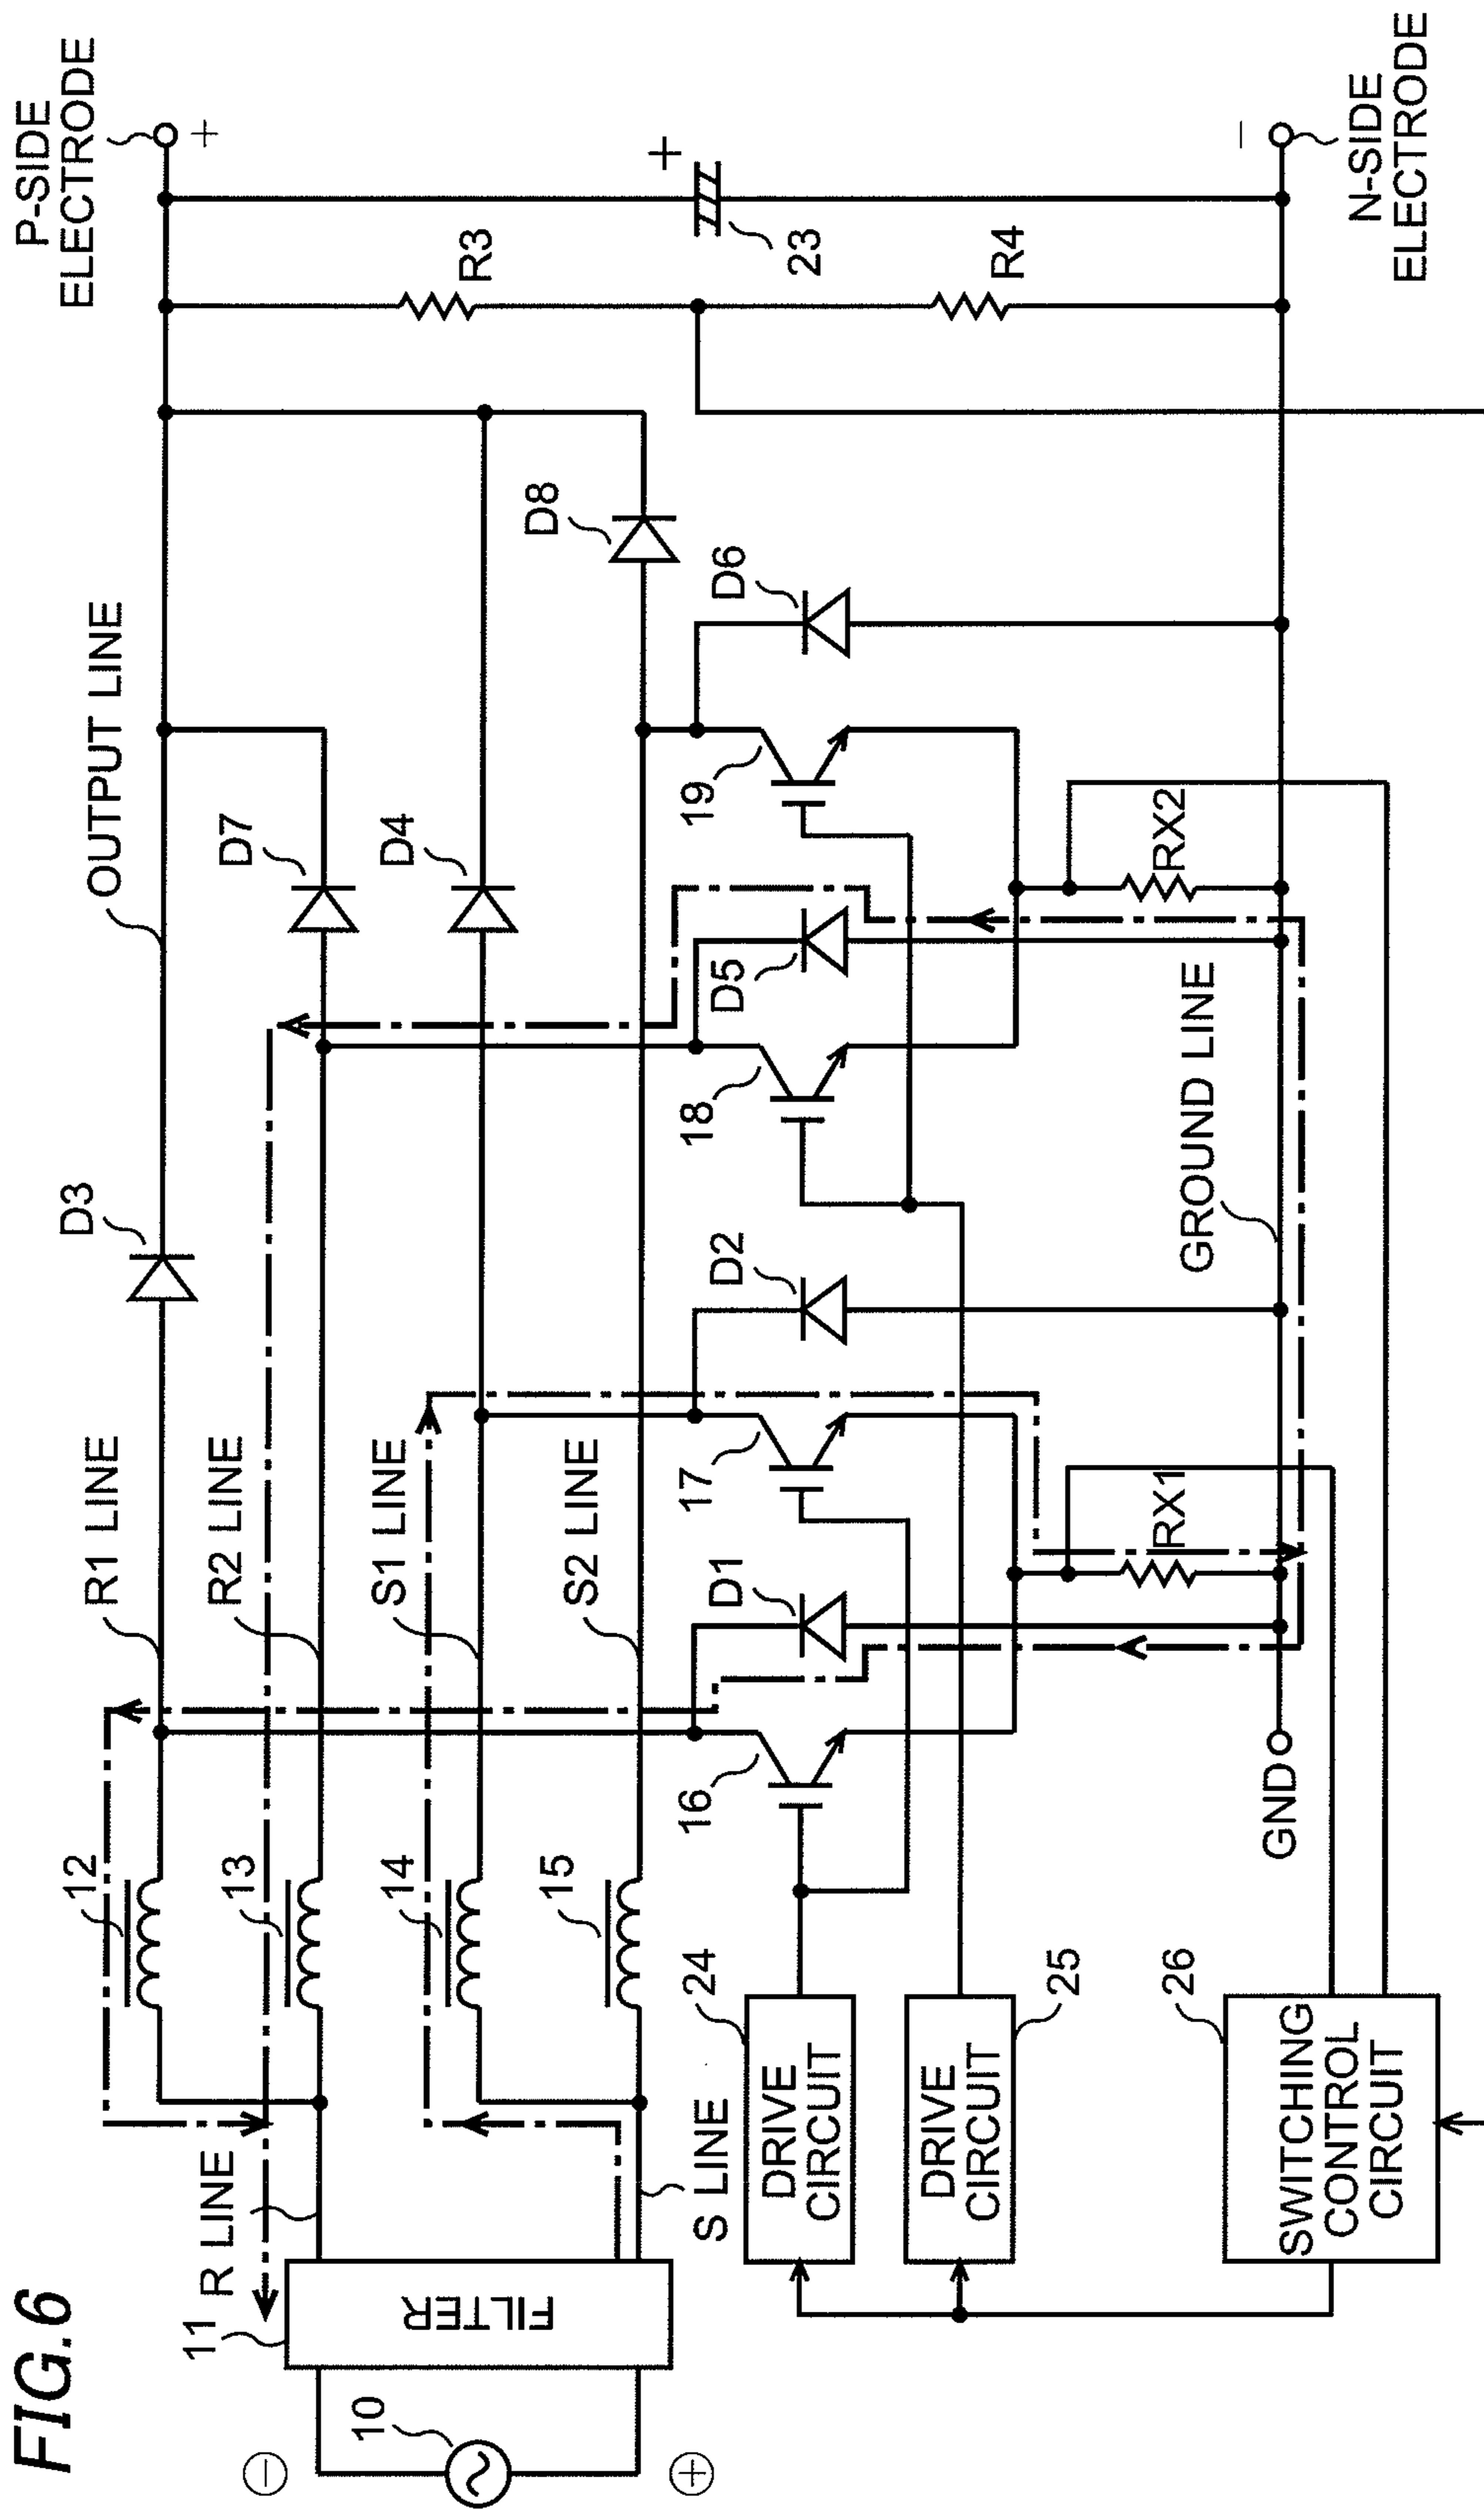 FIG.6
P-SIDE
ELECTRODE
+
OUTPUT LINE
D3
R1 LINE
12
D7
R2 LINE
13
R LINE
11
⊖
R3
D4
S1 LINE
14
FILTER
10
+
23
D8
S2 LINE
15
S LINE
⊕
D6
19
D5
18
D2
17
D1
16
24
DRIVE
CIRCUIT
R4
25
DRIVE
CIRCUIT
RX2
RX1
GROUND LINE
GND
26
SWITCHING
CONTROL
CIRCUIT
−
N-SIDE
ELECTRODE